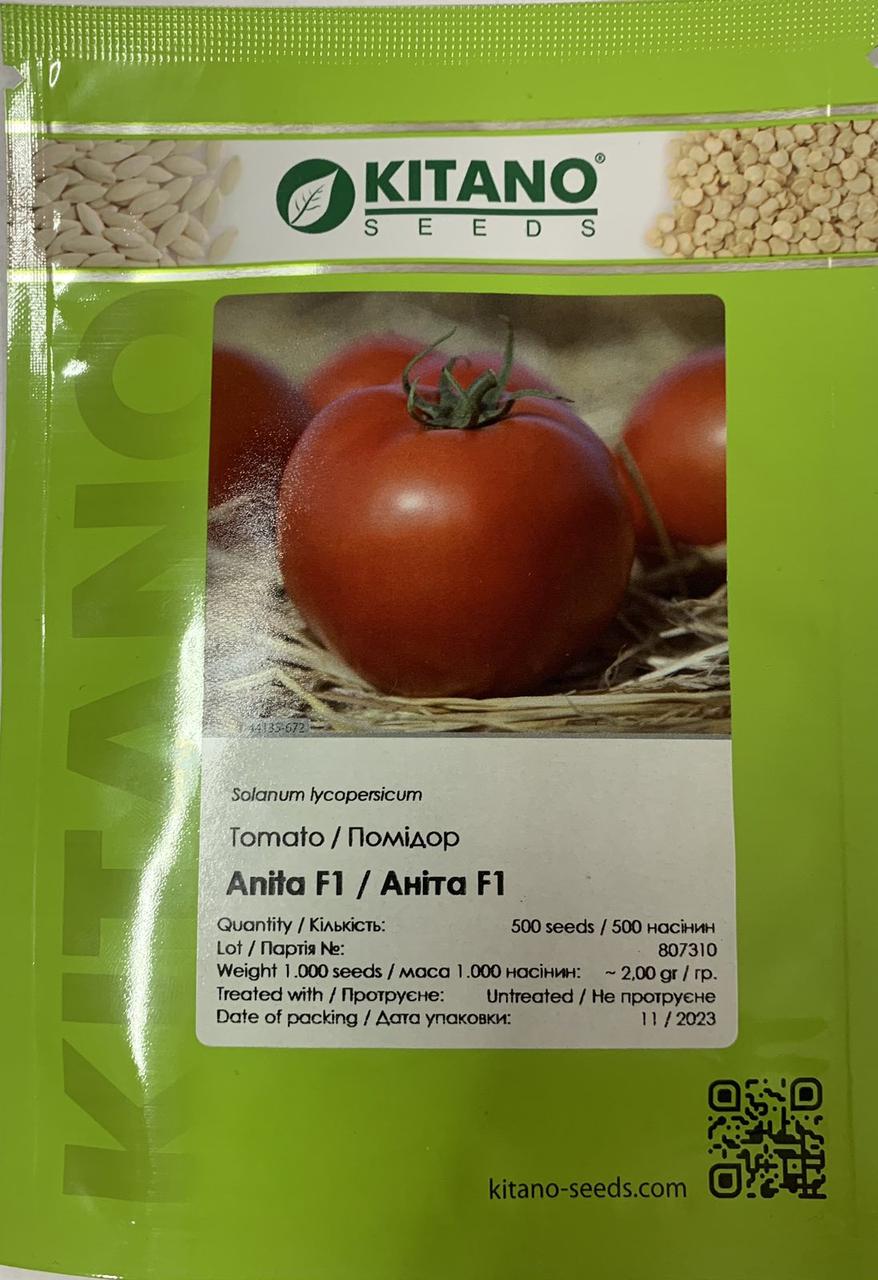 KITANO®
SEEDS
KITANO
44135-672
Solanum lycopersicum
Tomato / Помідор
Anita F1 / Аніта F1
Quantity / Кількість: 500 seeds / 500 насінин
Lot / Партія №: 807310
Weight 1.000 seeds / маса 1.000 насінин: ~ 2,00 gr / гр.
Treated with / Протруєне: Untreated / Не протруєне
Date of packing / Дата упаковки: 11 / 2023
kitano-seeds.com